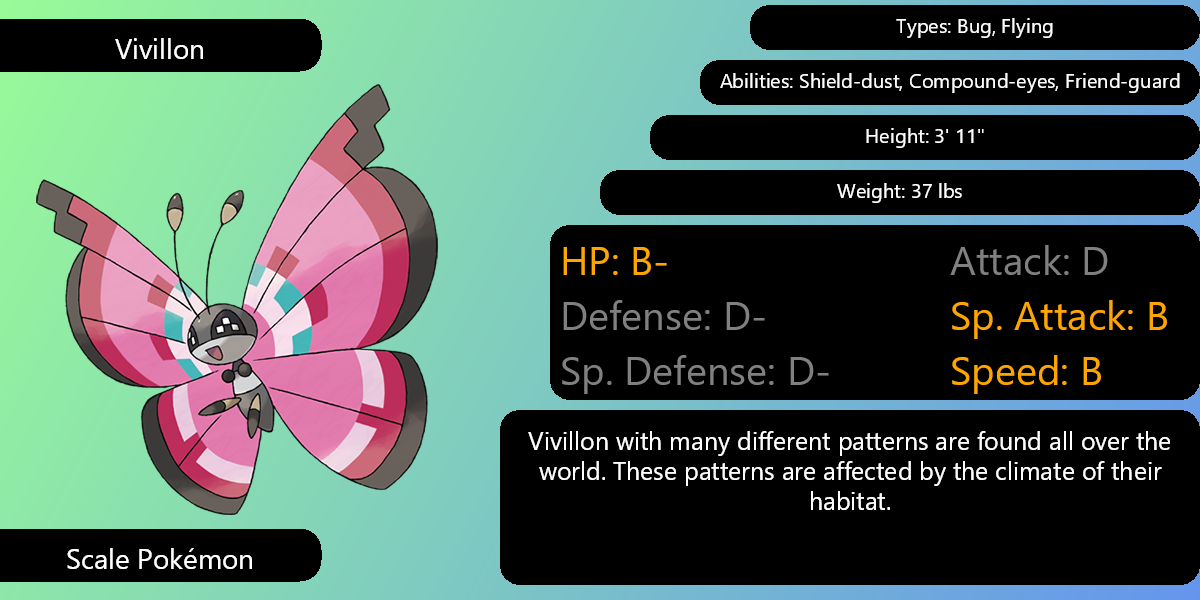 Vivillon
Types: Bug, Flying
Abilities: Shield-dust, Compound-eyes, Friend-guard
Height: 3' 11"
Weight: 37 lbs
HP: B-
Attack: D
Defense: D-
Sp. Attack: B
Sp. Defense: D-
Speed: B
Vivillon with many different patterns are found all over the
world. These patterns are affected by the climate of their
habitat.
Scale Pokémon